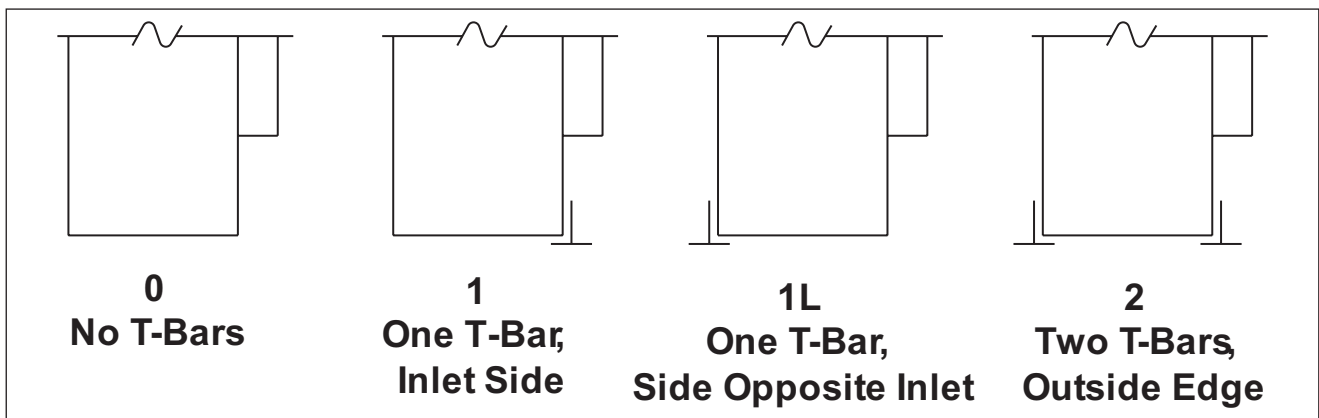 0
No T-Bars
1
One T-Bar,
Inlet Side
1L
One T-Bar,
Side Opposite Inlet
2
Two T-Bars,
Outside Edge